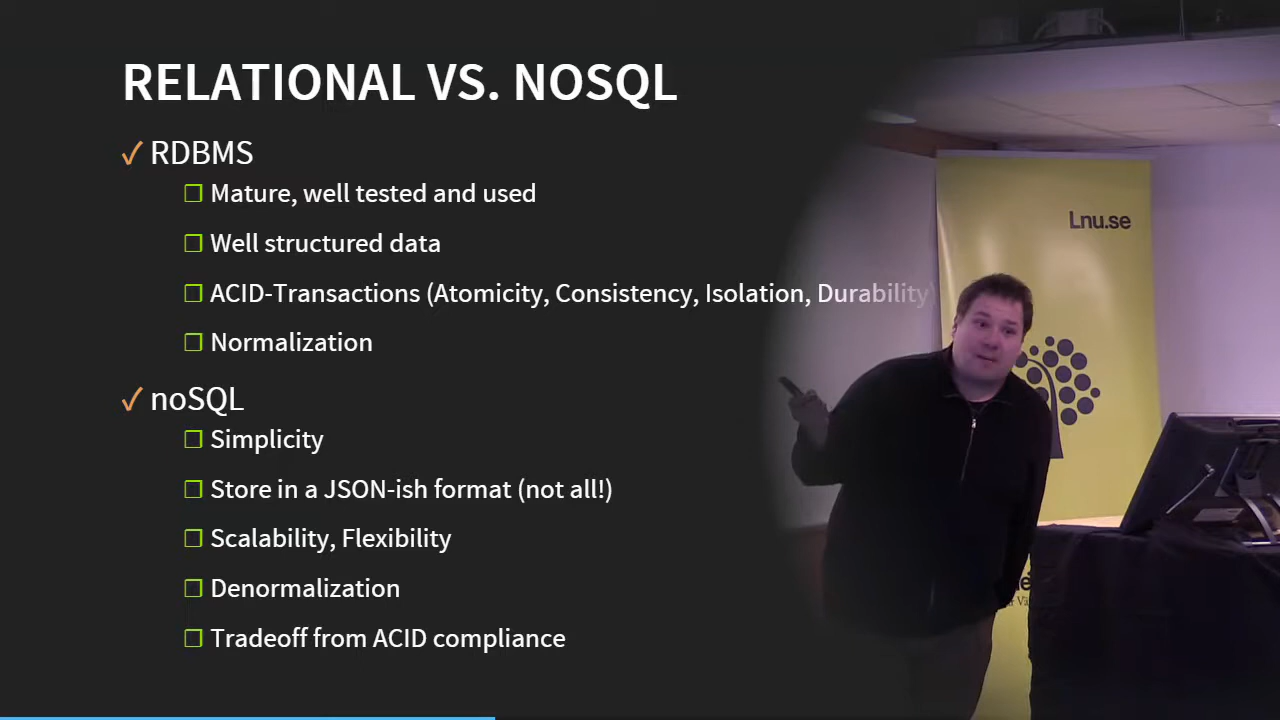 RELATIONAL VS. NOSQL
✓ RDBMS
❐ Mature, well tested and used
❐ Well structured data
❐ ACID-Transactions (Atomicity, Consistency, Isolation, Durability)
❐ Normalization
✓ noSQL
❐ Simplicity
❐ Store in a JSON-ish format (not all!)
❐ Scalability, Flexibility
❐ Denormalization
❐ Tradeoff from ACID compliance
Lnu.se